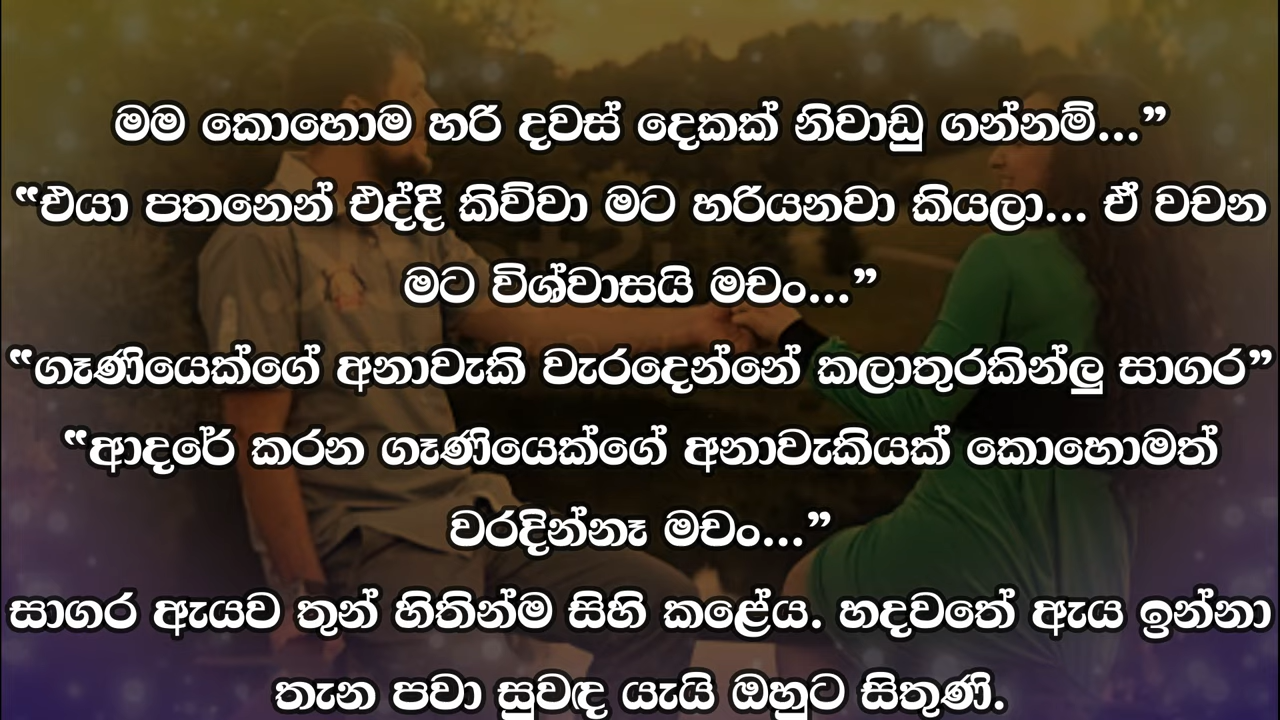 මම කොහොම හරි දවස් දෙකක් නිවාඩු ගන්නම්...”
“එයා පතනෙන් එද්දී කිව්වා මට හරියනවා කියලා... ඒ වචන
මට විශ්වාසයි මචං...”
“ගෑණියෙක්ගේ අනාවැකි වැරදෙන්නේ කලාතුරකින්ලු සාගර”
“ආදරේ කරන ගෑණියෙක්ගේ අනාවැකියක් කොහොමත්
වරදින්නෑ මචං...”
සාගර ඇයව තුන් හිතින්ම සිහි කළේය. හදවතේ ඇය ඉන්නා
තැන පවා සුවඳ යැයි ඔහුට සිතුණි.